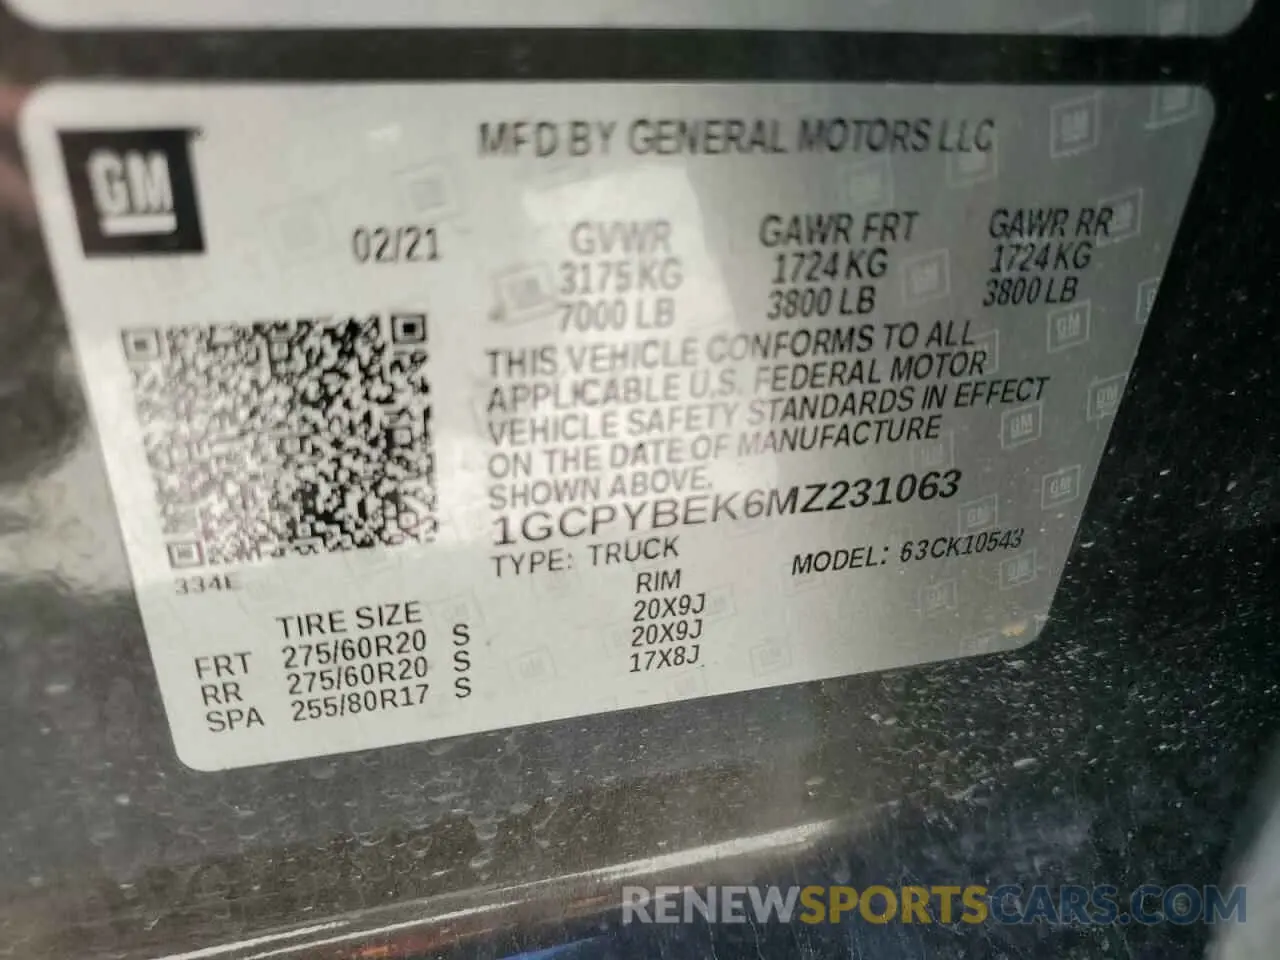 GM
MFD BY GENERAL MOTORS LLC
02/21
GVWR GAWR FRT GAWR RR
3175 KG 1724 KG 1724 KG
7000 LB 3800 LB 3800 LB
THIS VEHICLE CONFORMS TO ALL
APPLICABLE U.S. FEDERAL MOTOR
VEHICLE SAFETY STANDARDS IN EFFECT
ON THE DATE OF MANUFACTURE
SHOWN ABOVE.
1GCPYBEK6MZ231063
TYPE: TRUCK MODEL: 63CK10543
334E
TIRE SIZE RIM
FRT 275/60R20 S 20X9J
RR 275/60R20 S 20X9J
SPA 255/80R17 S 17X8J
RENEWSPORTSCARS.COM